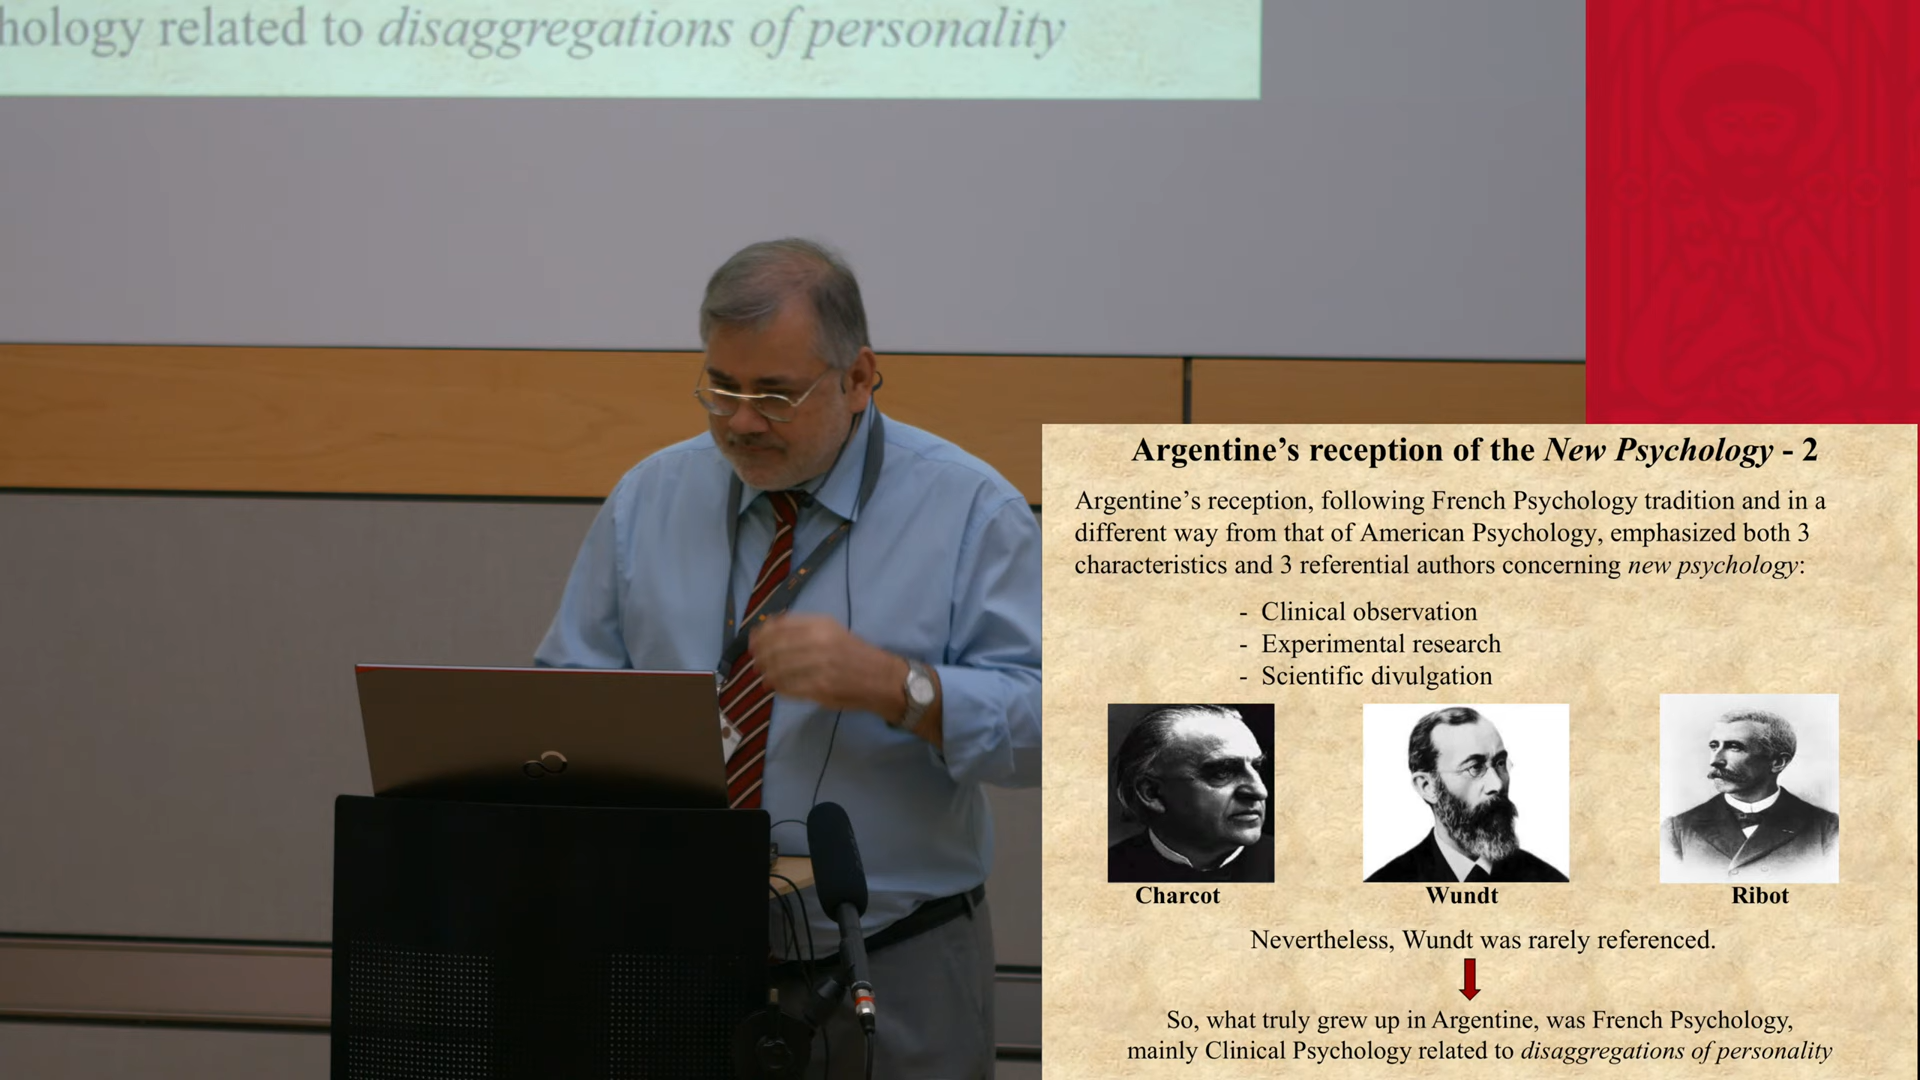 hology related to disaggregations of personality
Argentine's reception of the New Psychology - 2
Argentine's reception, following French Psychology tradition and in a
different way from that of American Psychology, emphasized both 3
characteristics and 3 referential authors concerning new psychology:
- Clinical observation
- Experimental research
- Scientific divulgation
Charcot Wundt Ribot
Nevertheless, Wundt was rarely referenced.
So, what truly grew up in Argentine, was French Psychology,
mainly Clinical Psychology related to disaggregations of personality